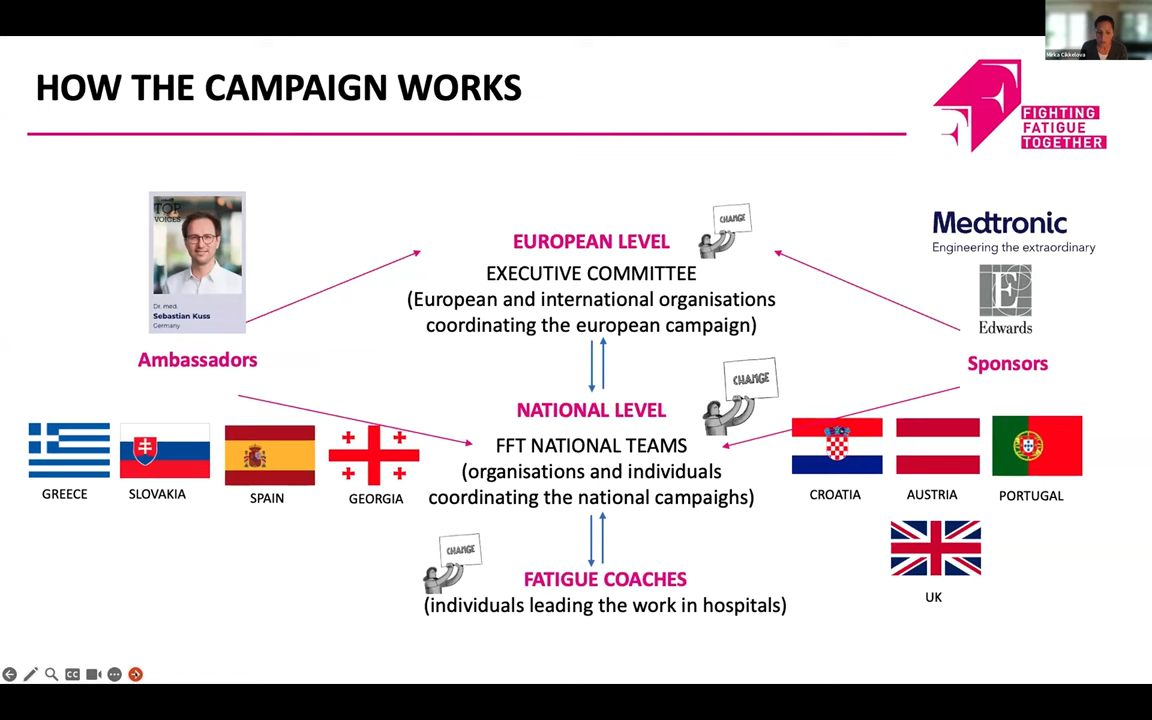 Mirka Cikkelova
HOW THE CAMPAIGN WORKS
FIGHTING
FATIGUE
TOGETHER
TOP
VOICES
Dr. med.
Sebastian Kuss
Germany
Ambassadors
CHANGE
EUROPEAN LEVEL
EXECUTIVE COMMITTEE
(European and international organisations
coordinating the european campaign)
Medtronic
Engineering the extraordinary
E
Edwards
Sponsors
CHANGE
NATIONAL LEVEL
FFT NATIONAL TEAMS
(organisations and individuals
coordinating the national campaighs)
GREECE
SLOVAKIA
SPAIN
GEORGIA
CROATIA
AUSTRIA
PORTUGAL
UK
CHANGE
FATIGUE COACHES
(individuals leading the work in hospitals)
CC